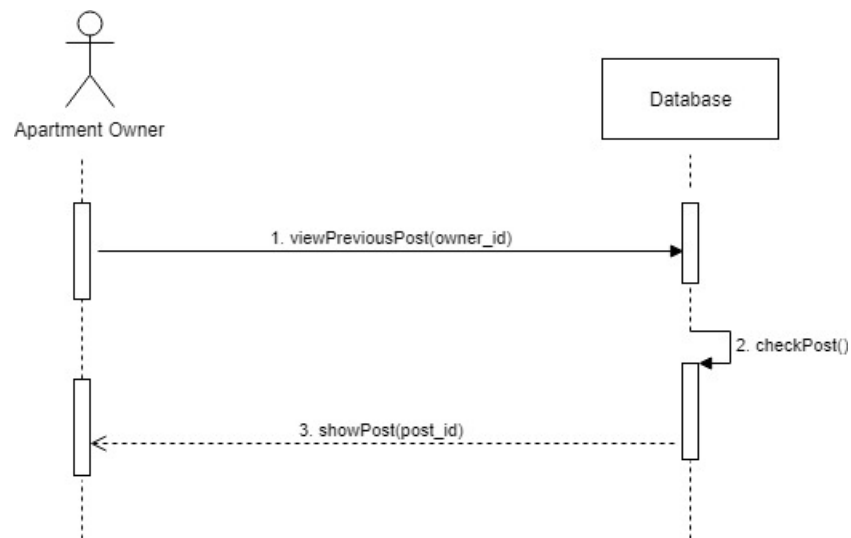 Apartment Owner
Database
1. viewPreviousPost(owner_id)
2. checkPost()
3. showPost(post_id)